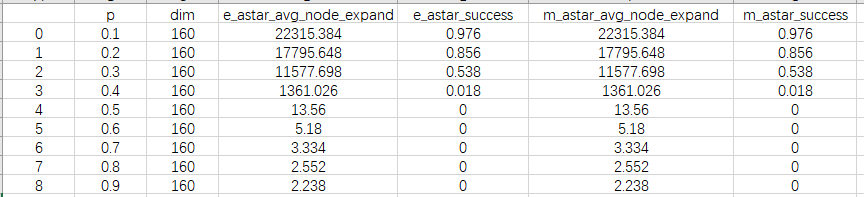 p dim e_astar_avg_node_expand e_astar_success m_astar_avg_node_expand m_astar_success
0 0.1 160 22315.384 0.976 22315.384 0.976
1 0.2 160 17795.648 0.856 17795.648 0.856
2 0.3 160 11577.698 0.538 11577.698 0.538
3 0.4 160 1361.026 0.018 1361.026 0.018
4 0.5 160 13.56 0 13.56 0
5 0.6 160 5.18 0 5.18 0
6 0.7 160 3.334 0 3.334 0
7 0.8 160 2.552 0 2.552 0
8 0.9 160 2.238 0 2.238 0